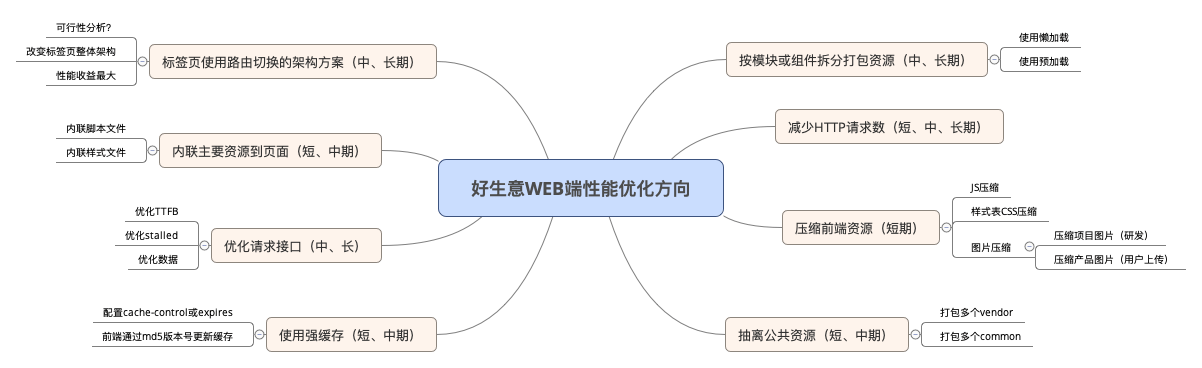 好生意WEB端性能优化方向
标签页使用路由切换的架构方案（中、长期）
可行性分析？
改变标签页整体架构
性能收益最大
内联主要资源到页面（短、中期）
内联脚本文件
内联样式文件
优化请求接口（中、长）
优化TTFB
优化stalled
优化数据
使用强缓存（短、中期）
配置cache-control或expires
前端通过md5版本号更新缓存
按模块或组件拆分打包资源（中、长期）
使用懒加载
使用预加载
减少HTTP请求数（短、中、长期）
压缩前端资源（短期）
JS压缩
样式表CSS压缩
图片压缩
压缩项目图片（研发）
压缩产品图片（用户上传）
抽离公共资源（短、中期）
打包多个vendor
打包多个common